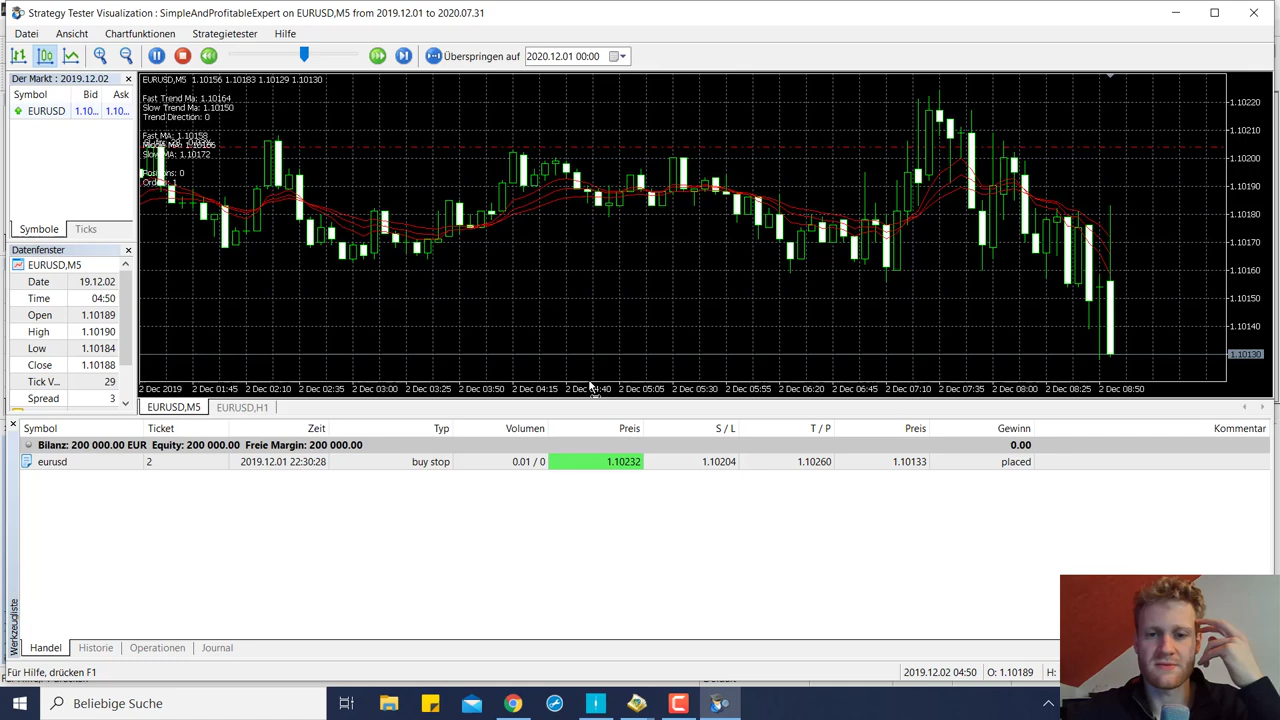 Strategy Tester Visualization : SimpleAndProfitableExpert on EURUSD,M5 from 2019.12.01 to 2020.07.31
Datei Ansicht Chartfunktionen Strategietester Hilfe
Überspringen auf 2020.12.01 00:00
Der Markt : 2019.12.02
Symbol Bid Ask
EURUSD 1.10... 1.10...
Symbole Ticks
Datenfenster
EURUSD,M5
Date 19.12.02
Time 04:50
Open 1.10189
High 1.10190
Low 1.10184
Close 1.10188
Tick V... 29
Spread 3
EURUSD,M5 1.10156 1.10183 1.10129 1.10130
Fast Trend Ma: 1.10164
Slow Trend Ma: 1.10150
Trend Direction: 0
Fast MA: 1.10158
Slow MA: 1.10172
Positions: 0
1.10220
1.10210
1.10200
1.10190
1.10180
1.10170
1.10160
1.10150
1.10140
1.10130
2 Dec 2019 2 Dec 01:45 2 Dec 02:10 2 Dec 02:35 2 Dec 03:00 2 Dec 03:25 2 Dec 03:50 2 Dec 04:15 2 Dec 04:40 2 Dec 05:05 2 Dec 05:30 2 Dec 05:55 2 Dec 06:20 2 Dec 06:45 2 Dec 07:10 2 Dec 07:35 2 Dec 08:00 2 Dec 08:25 2 Dec 08:50
EURUSD,M5 EURUSD,H1
Symbol Ticket Zeit Typ Volumen Preis S / L T / P Preis Gewinn Kommentar
Bilanz: 200 000.00 EUR Equity: 200 000.00 Freie Margin: 200 000.00 0.00
eurusd 2 2019.12.01 22:30:28 buy stop 0.01 / 0 1.10232 1.10204 1.10260 1.10133 placed
Werkzeugliste
Handel Historie Operationen Journal
Für Hilfe, drücken F1 2019.12.02 04:50 O: 1.10189 H:
Beliebige Suche